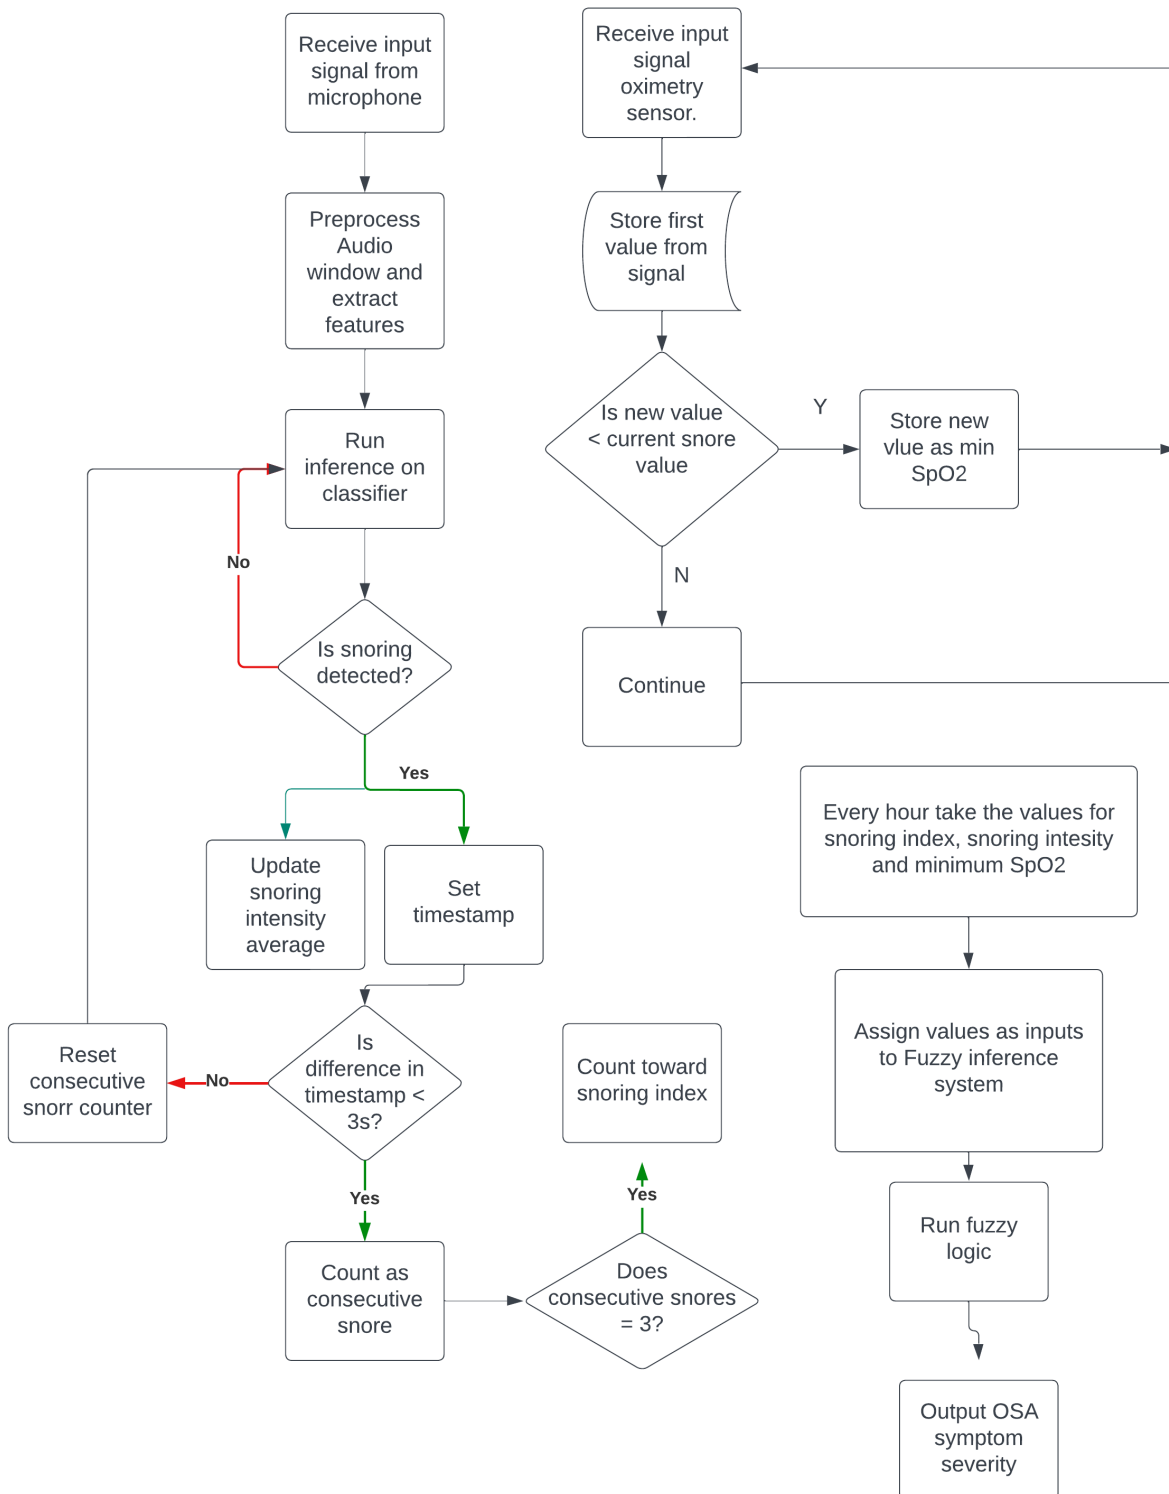 Receive input
signal from
microphone
Preprocess
Audio
window and
extract
features
Run
inference on
classifier
No
Is snoring
detected?
Yes
Update
snoring
intensity
average
Set
timestamp
Is
difference in
timestamp <
3s?
No
Reset
consecutive
snorr counter
Yes
Count as
consecutive
snore
Does
consecutive snores
= 3?
Yes
Count toward
snoring index
Receive input
signal
oximetry
sensor.
Store first
value from
signal
Is new value
< current snore
value
Y
Store new
vlue as min
SpO2
N
Continue
Every hour take the values for
snoring index, snoring intesity
and minimum SpO2
Assign values as inputs
to Fuzzy inference
system
Run fuzzy
logic
Output OSA
symptom
severity